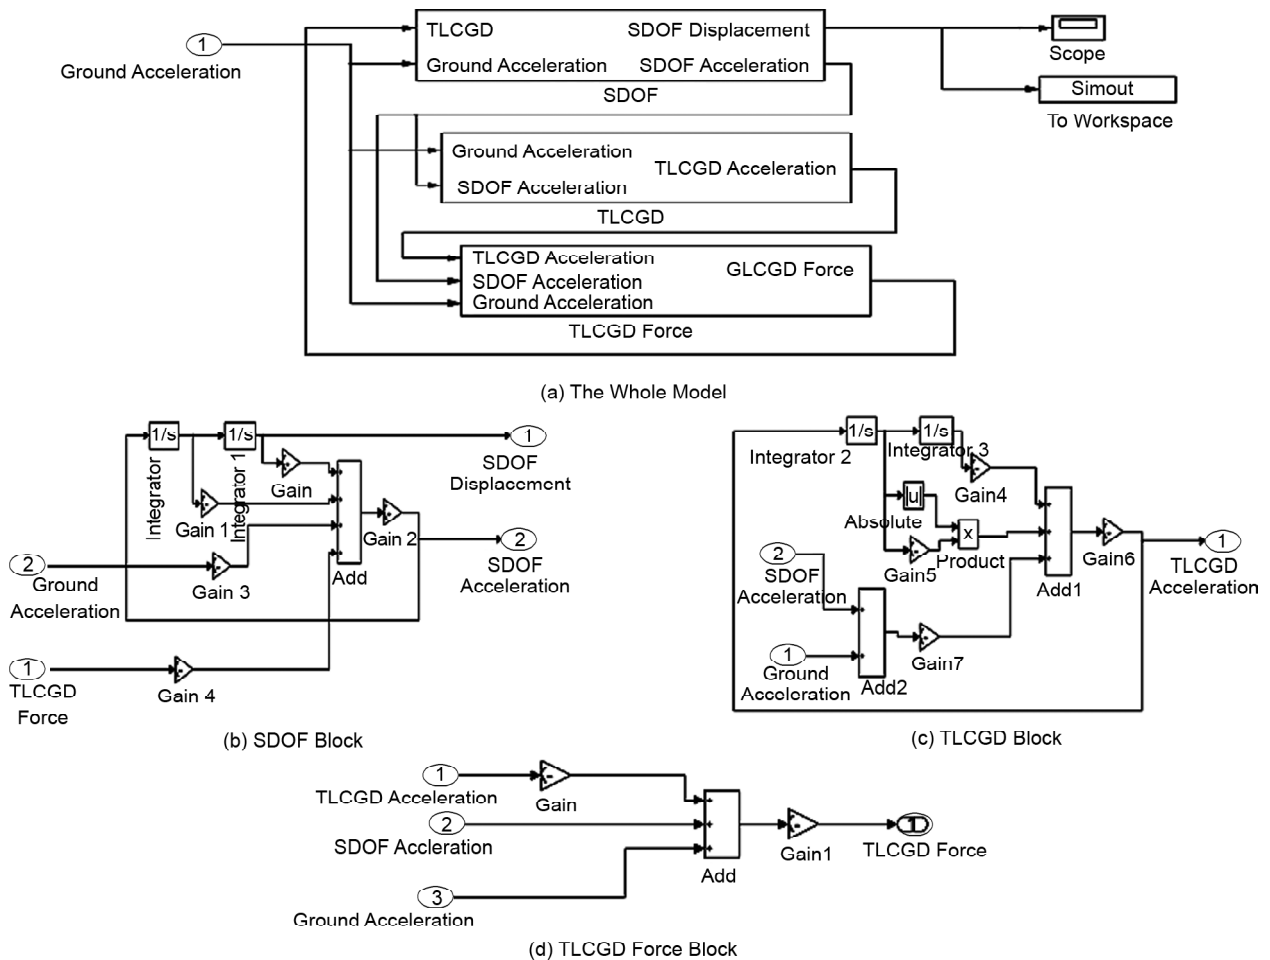 TLCGD
SDOF Displacement
1
Ground Acceleration
Ground Acceleration
SDOF Acceleration
SDOF
Scope
Simout
To Workspace
Ground Acceleration
TLCGD Acceleration
SDOF Acceleration
TLCGD
TLCGD Acceleration
GLCGD Force
SDOF Acceleration
Ground Acceleration
TLCGD Force
(a) The Whole Model
1/s
1/s
1
SDOF
Displacement
Integrator
Integrator 1
Gain
Gain 1
Gain 2
2
SDOF
Acceleration
2
Ground
Acceleration
Gain 3
Add
1
TLCGD
Force
Gain 4
(b) SDOF Block
1/s
1/s
Integrator 2
Integrator 3
Gain4
|u|
Absolute
x
Product
Gain5
Gain6
1
TLCGD
Acceleration
2
SDOF
Acceleration
Add1
1
Ground
Acceleration
Add2
Gain7
(c) TLCGD Block
1
TLCGD Acceleration
Gain
2
SDOF Accleration
Gain1
1
TLCGD Force
Add
3
Ground Acceleration
(d) TLCGD Force Block